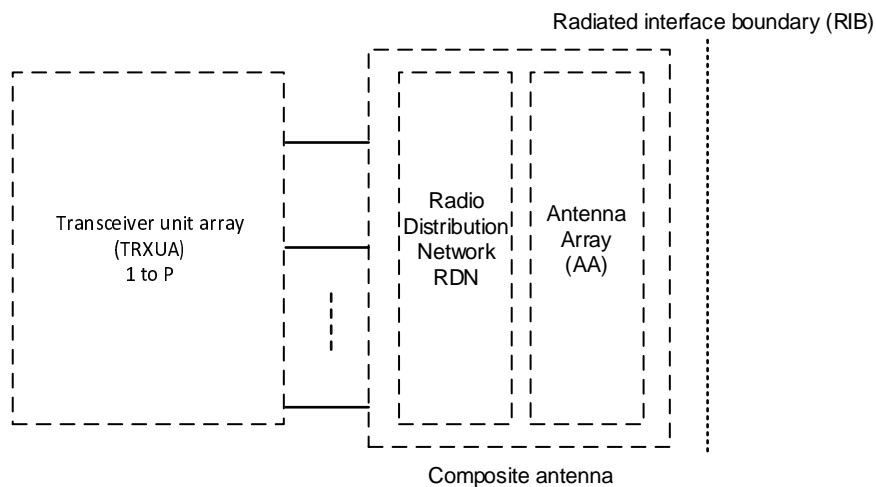 Radiated interface boundary (RIB)
Transceiver unit array
(TRXUA)
1 to P
Radio
Distribution
Network
RDN
Antenna
Array
(AA)
Composite antenna